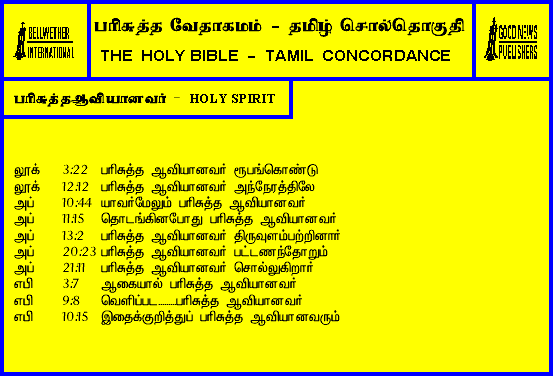 BELLWETHER
INTERNATIONAL
பரிசுத்த வேதாகமம் - தமிழ் சொல்தொகுதி
THE HOLY BIBLE - TAMIL CONCORDANCE
GOOD NEWS
PUBLISHERS
பரிசுத்தஆவியானவர் - HOLY SPIRIT
லூக் 3:22 பரிசுத்த ஆவியானவர் ரூபங்கொண்டு
லூக் 12:12 பரிசுத்த ஆவியானவர் அந்நேரத்திலே
அப் 10:44 யாவர்மேலும் பரிசுத்த ஆவியானவர்
அப் 11:15 தொடங்கினபோது பரிசுத்த ஆவியானவர்
அப் 13:2 பரிசுத்த ஆவியானவர் திருவுளம்பற்றினார்
அப் 20:23 பரிசுத்த ஆவியானவர் பட்டணந்தோறும்
அப் 21:11 பரிசுத்த ஆவியானவர் சொல்லுகிறார்
எபி 3:7 ஆகையால் பரிசுத்த ஆவியானவர்
எபி 9:8 வெளிப்பட.........பரிசுத்த ஆவியானவர்
எபி 10:15 இதைக்குறித்துப் பரிசுத்த ஆவியானவரும்